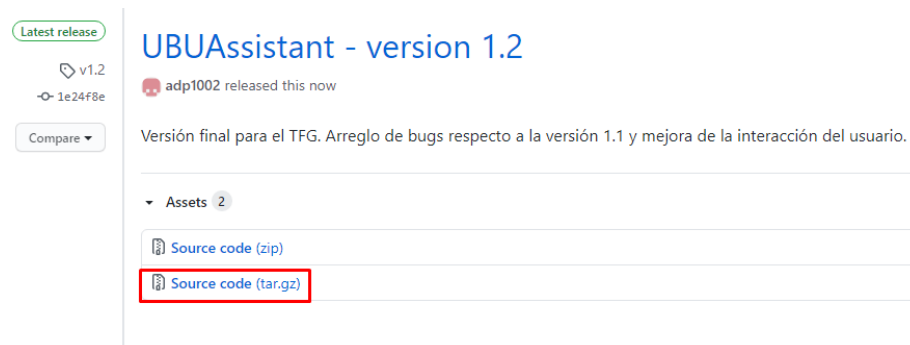 Latest release
v1.2
1e24f8e
Compare
UBUAssistant - version 1.2
adp1002 released this now
Versión final para el TFG. Arreglo de bugs respecto a la versión 1.1 y mejora de la interacción del usuario.
Assets 2
Source code (zip)
Source code (tar.gz)